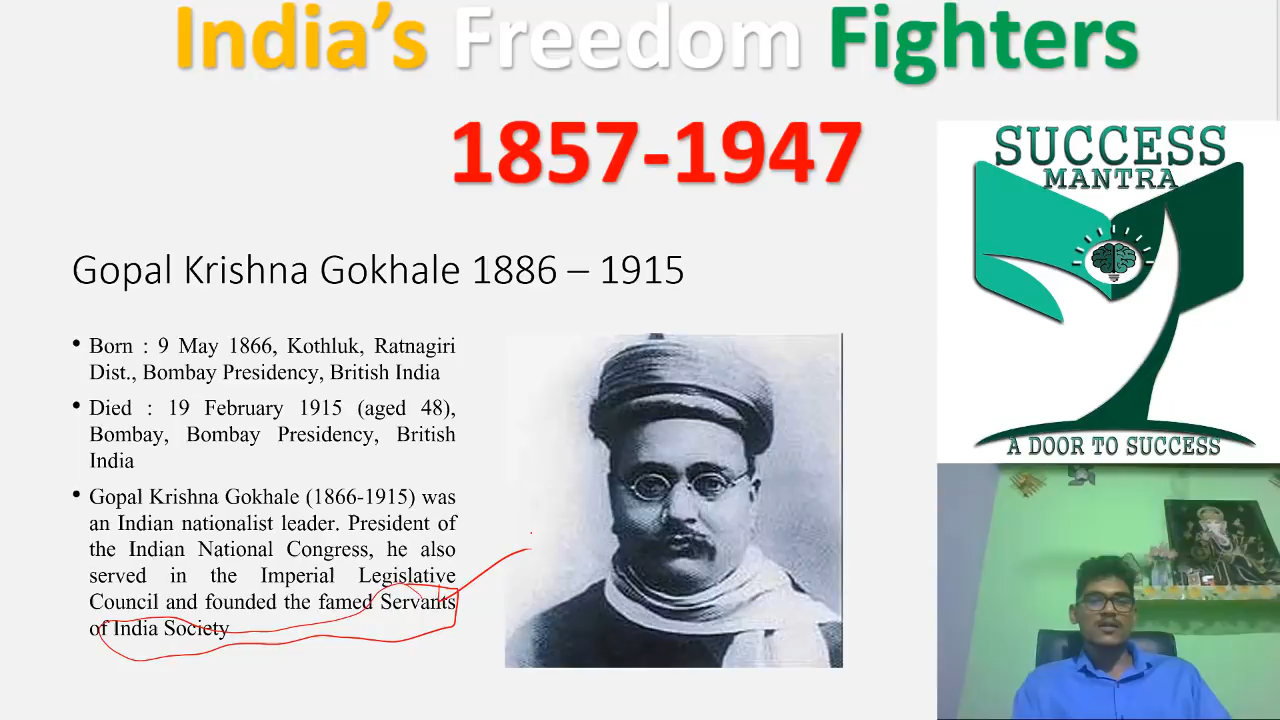 India's Freedom Fighters
1857-1947
SUCCESS
MANTRA
Gopal Krishna Gokhale 1886 – 1915
• Born : 9 May 1866, Kothluk, Ratnagiri
Dist., Bombay Presidency, British India
• Died : 19 February 1915 (aged 48),
Bombay, Bombay Presidency, British
India
• Gopal Krishna Gokhale (1866-1915) was
an Indian nationalist leader. President of
the Indian National Congress, he also
served in the Imperial Legislative
Council and founded the famed Servants
of India Society
A DOOR TO SUCCESS